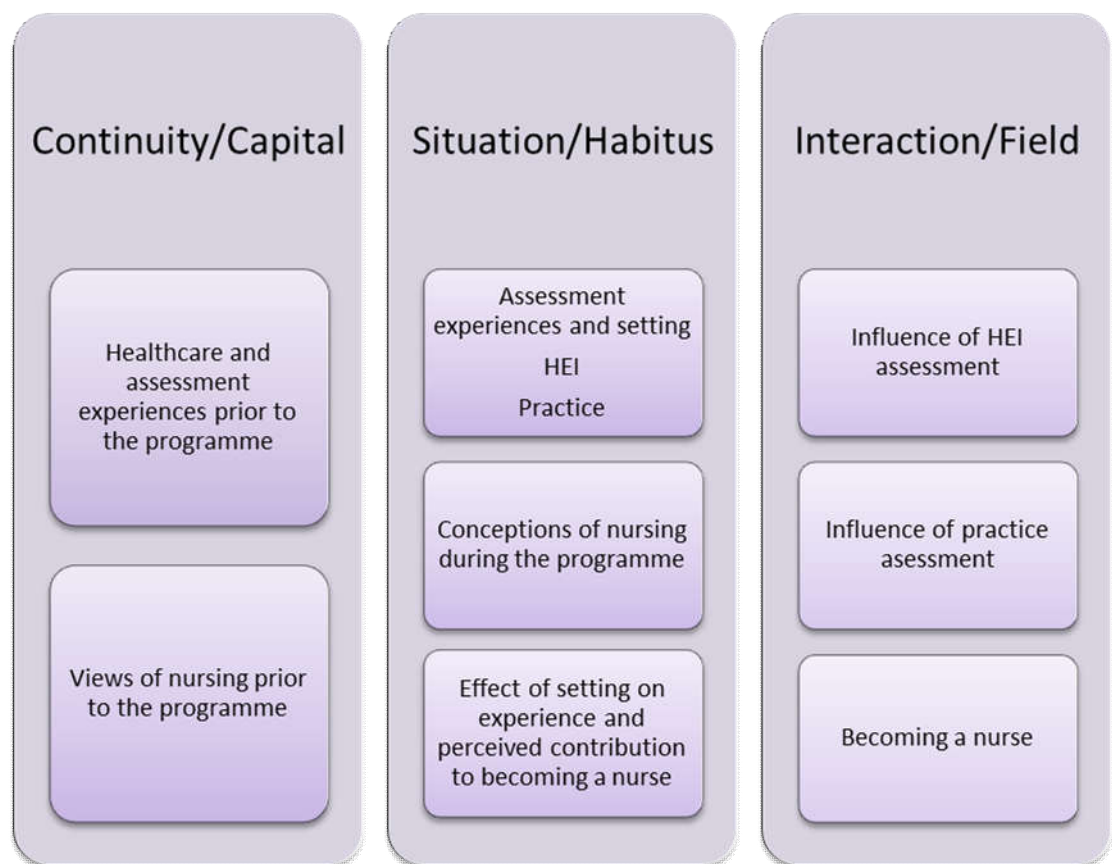 Continuity/Capital
Healthcare and
assessment
experiences prior to
the programme
Views of nursing prior
to the programme
Situation/Habitus
Assessment
experiences and setting
HEI
Practice
Conceptions of nursing
during the programme
Effect of setting on
experience and
perceived contribution
to becoming a nurse
Interaction/Field
Influence of HEI
assessment
Influence of practice
asessment
Becoming a nurse